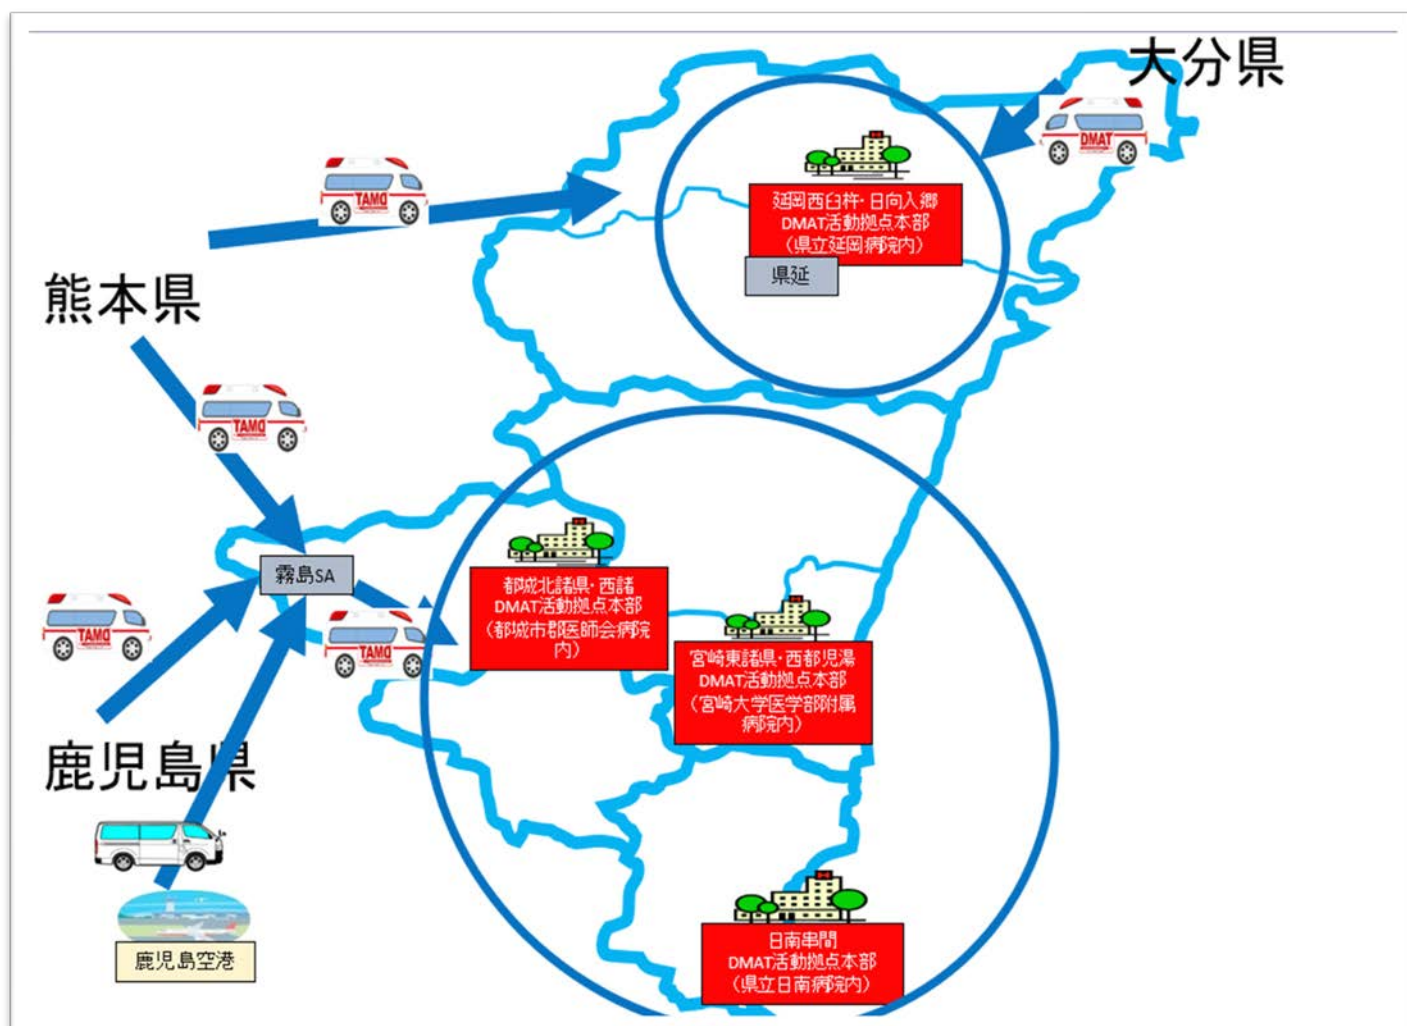 大分県
DMAT
DMAT
延岡西臼杵・日向入郷
DMAT活動拠点本部
（県立延岡病院内）
県延
熊本県
DMAT
霧島SA
都城北諸県・西諸
DMAT活動拠点本部
（都城市郡医師会病院
内）
DMAT
DMAT
宮崎東諸県・西都児湯
DMAT活動拠点本部
（宮崎大学医学部附属
病院内）
鹿児島県
鹿児島空港
日南串間
DMAT活動拠点本部
（県立日南病院内）